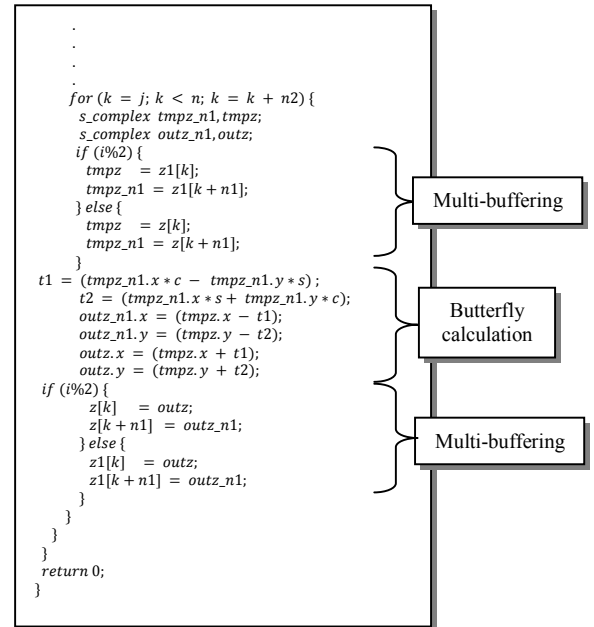 .
.
.
.
for (k = j; k < n; k = k + n2) {
s_complex tmpz_n1, tmpz;
s_complex outz_n1, outz;
if (i%2) {
tmpz = z1[k];
tmpz_n1 = z1[k + n1];
} else {
tmpz = z[k];
tmpz_n1 = z[k + n1];
}
t1 = (tmpz_n1.x * c − tmpz_n1.y * s) ;
t2 = (tmpz_n1.x * s + tmpz_n1.y * c);
outz_n1.x = (tmpz.x − t1);
outz_n1.y = (tmpz.y − t2);
outz.x = (tmpz.x + t1);
outz.y = (tmpz.y + t2);
if (i%2) {
z[k] = outz;
z[k + n1] = outz_n1;
} else {
z1[k] = outz;
z1[k + n1] = outz_n1;
}
}
}
}
return 0;
}
Multi-buffering
Butterfly
calculation
Multi-buffering